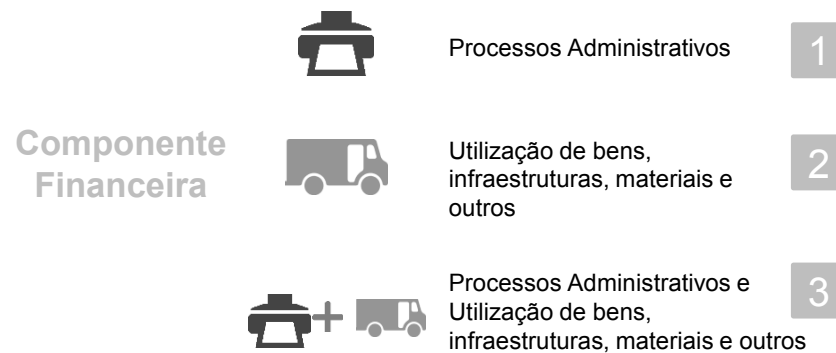 Processos Administrativos
1
Componente
Financeira
Utilização de bens,
infraestruturas, materiais e
outros
2
Processos Administrativos e
Utilização de bens,
infraestruturas, materiais e outros
3
+